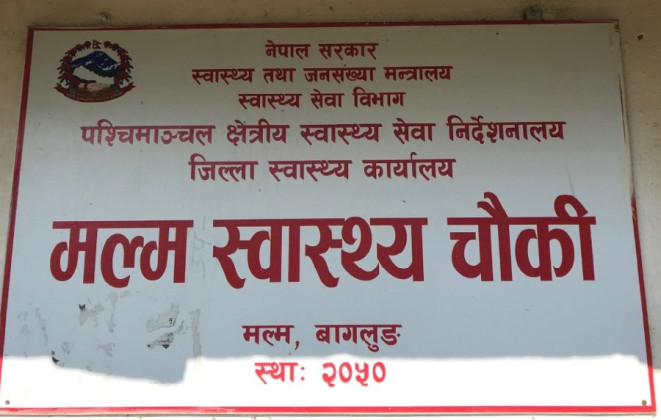 नेपाल सरकार
स्वास्थ्य तथा जनसंख्या मन्त्रालय
स्वास्थ्य सेवा विभाग
पश्चिमाञ्चल क्षेत्रीय स्वास्थ्य सेवा निर्देशनालय
जिल्ला स्वास्थ्य कार्यालय
मल्म स्वास्थ्य चौकी
मल्म, बागलुङ
स्थाः २०५०